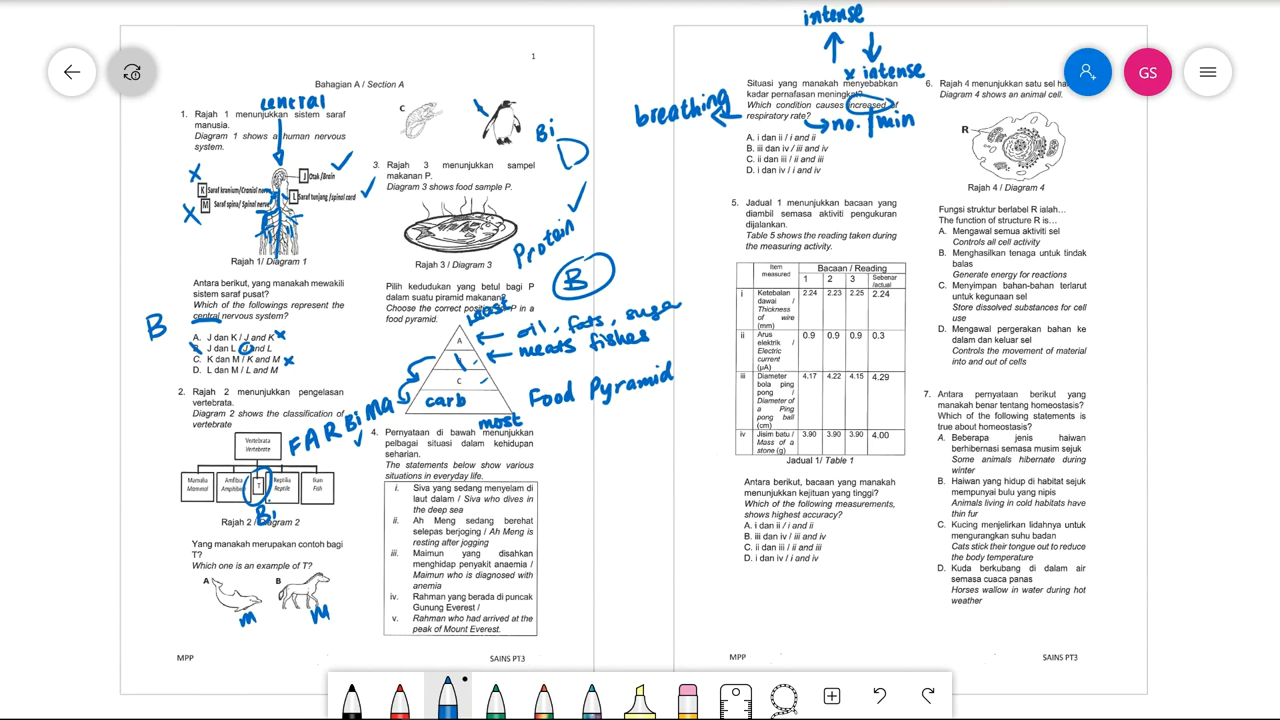 1
Bahagian A / Section A
1. Rajah 1 menunjukkan sistem saraf
manusia.
Diagram 1 shows a human nervous
system.
central
J Otak /Brain
K Saraf kranium/Cranial nerve
L Saraf tunjang /spinal cord
M Saraf spina/ Spinal nerve
Rajah 1/ Diagram 1
Antara berikut, yang manakah mewakili
sistem saraf pusat?
Which of the followings represent the
central nervous system?
B
A. J dan K / J and K
B. J dan L / J and L
C. K dan M / K and M
D. L dan M / L and M
2. Rajah 2 menunjukkan pengelasan
vertebrata.
Diagram 2 shows the classification of
vertebrate
FARBiMA
Vertebrata
Vertebrate
Mamalia
Mammal
Amfibia
Amphibian
T
Reptilia
Reptile
Ikan
Fish
Bi
Rajah 2 / Diagram 2
Yang manakah merupakan contoh bagi
T?
Which one is an example of T?
A
B
M
M
MPP
SAINS PT3
C
Bi
D
3. Rajah 3 menunjukkan sampel
makanan P.
Diagram 3 shows food sample P.
Protein
Rajah 3 / Diagram 3
B
Pilih kedudukan yang betul bagi P
dalam suatu piramid makanan.
Choose the correct position P in a
food pyramid.
least
A
oil, fats, sugar
meats fishes
C
carb
most
Food Pyramid
4. Pernyataan di bawah menunjukkan
pelbagai situasi dalam kehidupan
seharian.
The statements below show various
situations in everyday life.
i. Siva yang sedang menyelam di
laut dalam / Siva who dives in
the deep sea
ii. Ah Meng sedang berehat
selepas berjoging / Ah Meng is
resting after jogging
iii. Maimun yang disahkan
menghidap penyakit anaemia /
Maimun who is diagnosed with
anemia
iv. Rahman yang berada di puncak
Gunung Everest /
v. Rahman who had arrived at the
peak of Mount Everest.
intense
x intense
breathing
no. / min
Situasi yang manakah menyebabkan
kadar pernafasan meningkat?
Which condition causes increased of
respiratory rate?
A. i dan ii / i and ii
B. iii dan iv / iii and iv
C. ii dan iii / ii and iii
D. i dan iv / i and iv
5. Jadual 1 menunjukkan bacaan yang
diambil semasa aktiviti pengukuran
dijalankan.
Table 5 shows the reading taken during
the measuring activity.
Item measured Bacaan / Reading
1 2 3 Sebenar /actual
i Ketebalan dawai / Thickness of wire (mm) 2.24 2.23 2.25 2.24
ii Arus elektrik / Electric current (µA) 0.9 0.9 0.9 0.3
iii Diameter bola ping pong / Diameter of a Ping pong ball (cm) 4.17 4.22 4.15 4.29
iv Jisim batu / Mass of a stone (g) 3.90 3.90 3.90 4.00
Jadual 1/ Table 1
Antara berikut, bacaan yang manakah
menunjukkan kejituan yang tinggi?
Which of the following measurements,
shows highest accuracy?
A. i dan ii / i and ii
B. iii dan iv / iii and iv
C. ii dan iii / ii and iii
D. i dan iv / i and iv
MPP
SAINS PT3
GS
6. Rajah 4 menunjukkan satu sel
Diagram 4 shows an animal cell.
R
Rajah 4 / Diagram 4
Fungsi struktur berlabel R ialah…
The function of structure R is…
A. Mengawal semua aktiviti sel
Controls all cell activity
B. Menghasilkan tenaga untuk tindak
balas
Generate energy for reactions
C. Menyimpan bahan-bahan terlarut
untuk kegunaan sel
Store dissolved substances for cell
use
D. Mengawal pergerakan bahan ke
dalam dan keluar sel
Controls the movement of material
into and out of cells
7. Antara pernyataan berikut yang
manakah benar tentang homeostasis?
Which of the following statements is
true about homeostasis?
A. Beberapa jenis haiwan
berhibernasi semasa musim sejuk
Some animals hibernate during
winter
B. Haiwan yang hidup di habitat sejuk
mempunyai bulu yang nipis
Animals living in cold habitats have
thin fur
C. Kucing menjelirkan lidahnya untuk
mengurangkan suhu badan
Cats stick their tongue out to reduce
the body temperature
D. Kuda berkubang di dalam air
semasa cuaca panas
Horses wallow in water during hot
weather